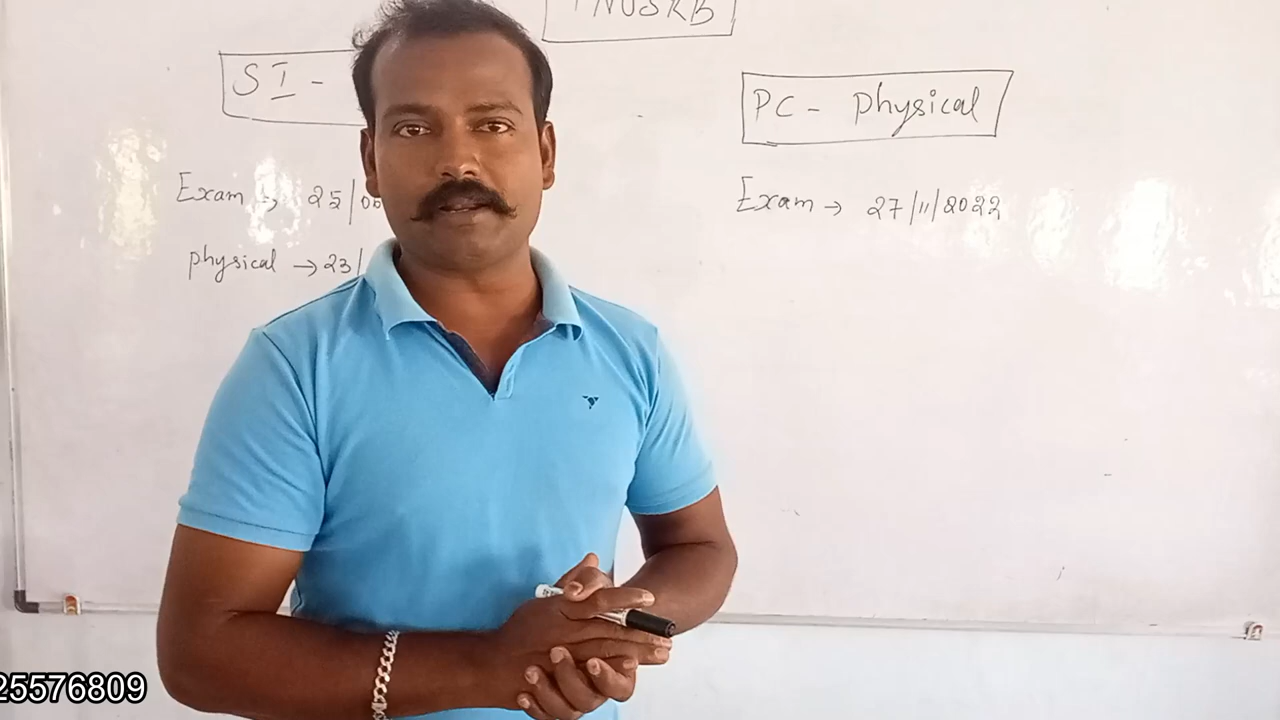 TNUSRB
SI -
PC - Physical
Exam → 25/06
Exam → 27/11/2022
physical → 23/
25576809